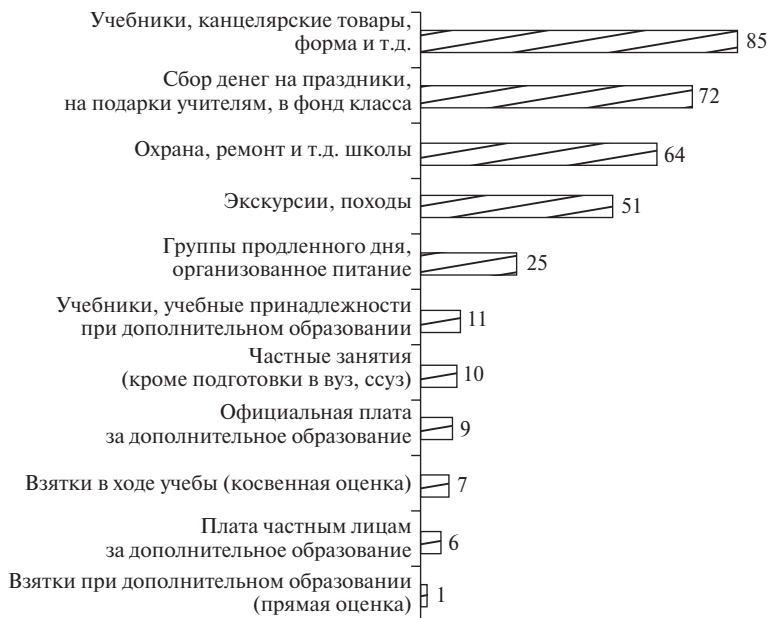 Учебники, канцелярские товары,
форма и т.д.
85
Сбор денег на праздники,
на подарки учителям, в фонд класса
72
Охрана, ремонт и т.д. школы
64
Экскурсии, походы
51
Группы продленного дня,
организованное питание
25
Учебники, учебные принадлежности
при дополнительном образовании
11
Частные занятия
(кроме подготовки в вуз, ссуз)
10
Официальная плата
за дополнительное образование
9
Взятки в ходе учебы (косвенная оценка)
7
Плата частным лицам
за дополнительное образование
6
Взятки при дополнительном образовании
(прямая оценка)
1